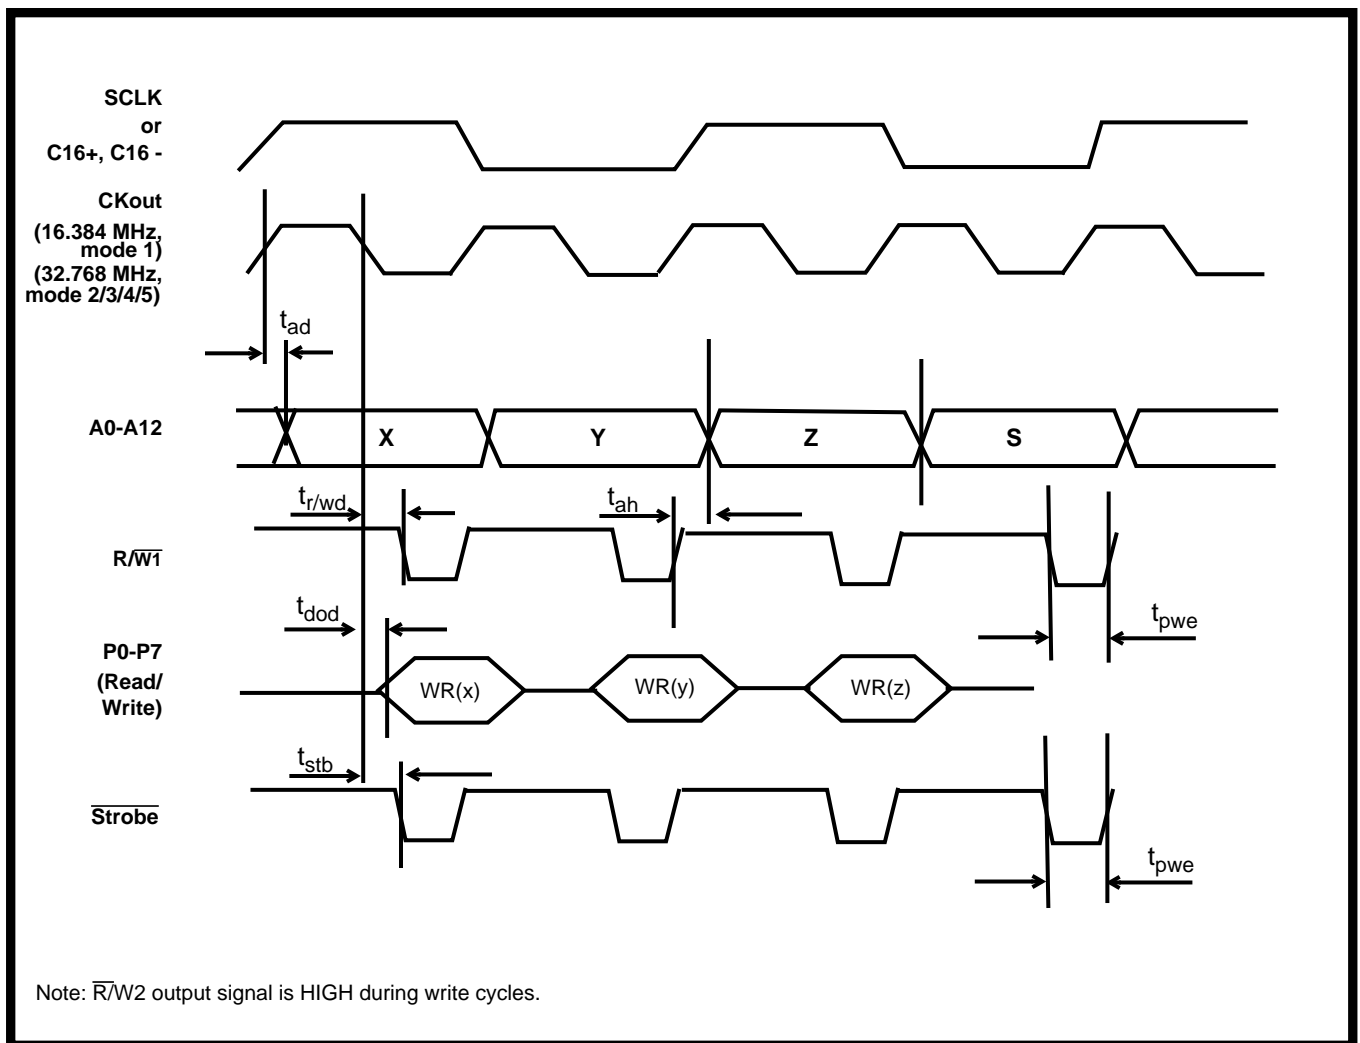 SCLK
or
C16+, C16 -
CKout
(16.384 MHz,
mode 1)
(32.768 MHz,
mode 2/3/4/5)
tad
A0-A12
X
Y
Z
S
tr/wd
tah
R/W1
tdod
tpwe
P0-P7
(Read/
Write)
WR(x)
WR(y)
WR(z)
tstb
Strobe
tpwe
Note: R/W2 output signal is HIGH during write cycles.